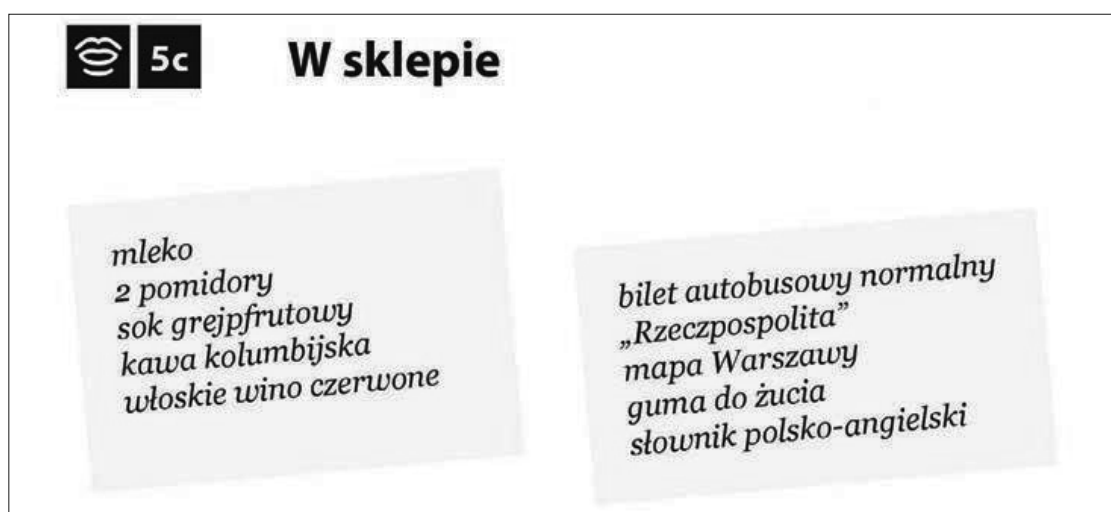 5c W sklepie
mleko
2 pomidory
sok grejpfrutowy
kawa kolumbijska
włoskie wino czerwone
bilet autobusowy normalny
„Rzeczpospolita”
mapa Warszawy
guma do żucia
słownik polsko-angielski